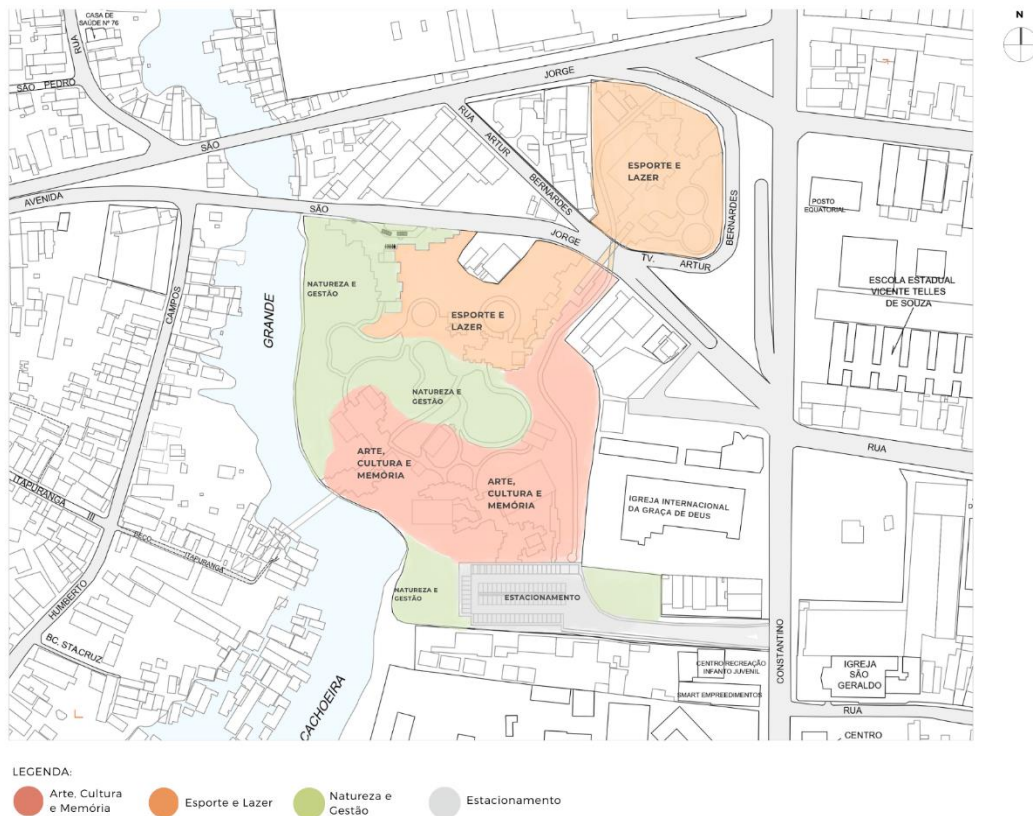 CASA DE
SAÚDE Nº 76
N
RUA
SÃO PEDRO
JORGE
SÃO
RUA
ARTUR
BERNARDES
ESPORTE E
LAZER
BERNARDES
AVENIDA
SÃO
JORGE
TV. ARTUR
POSTO
EQUATORIAL
ESCOLA ESTADUAL
VICENTE TELLES
DE SOUZA
CAMPOS
GRANDE
NATUREZA E
GESTÃO
ESPORTE E
LAZER
NATUREZA E
GESTÃO
RUA
ARTE,
CULTURA E
MEMÓRIA
ARTE,
CULTURA E
MEMÓRIA
IGREJA INTERNACIONAL
DA GRAÇA DE DEUS
ITAPURANGA
III
BECO ITAPURANGA
HUMBERTO
NATUREZA E
GESTÃO
ESTACIONAMENTO
BC. STA.CRUZ
CACHOEIRA
CONSTANTINO
CENTRO RECREAÇÃO
INFANTO JUVENIL
SMART EMPREEDIMENTOS
IGREJA
SÃO
GERALDO
RUA
CENTRO
LEGENDA:
Arte, Cultura
e Memória
Esporte e Lazer
Natureza e
Gestão
Estacionamento